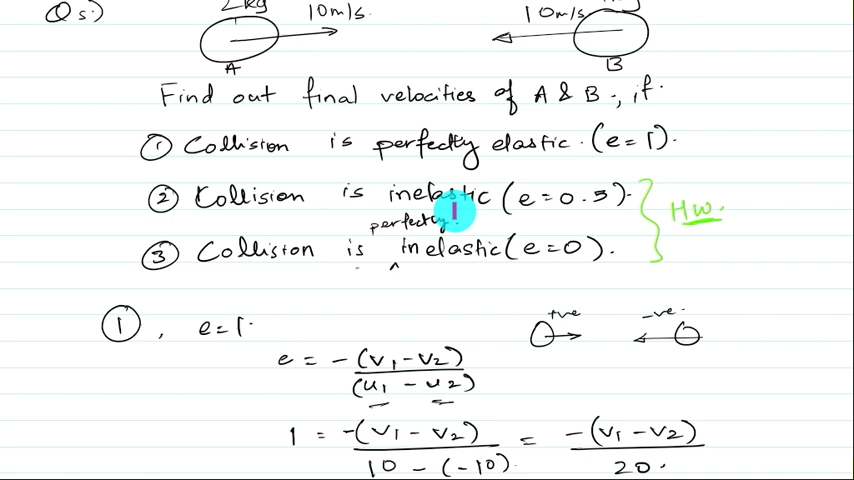 Qs:) 2kg 10m/s. 10m/s kg
A B
Find out final velocities of A & B, if.
① Collision is perfectly elastic. (e=1).
② Collision is inelastic (e=0.5). HW.
perfectly
③ Collision is ^ inelastic (e=0).
①, e=1. +ve -ve.
e = -(v1-v2)/(u1-u2)
1 = -(v1-v2)/10-(-10). = -(v1-v2)/20.